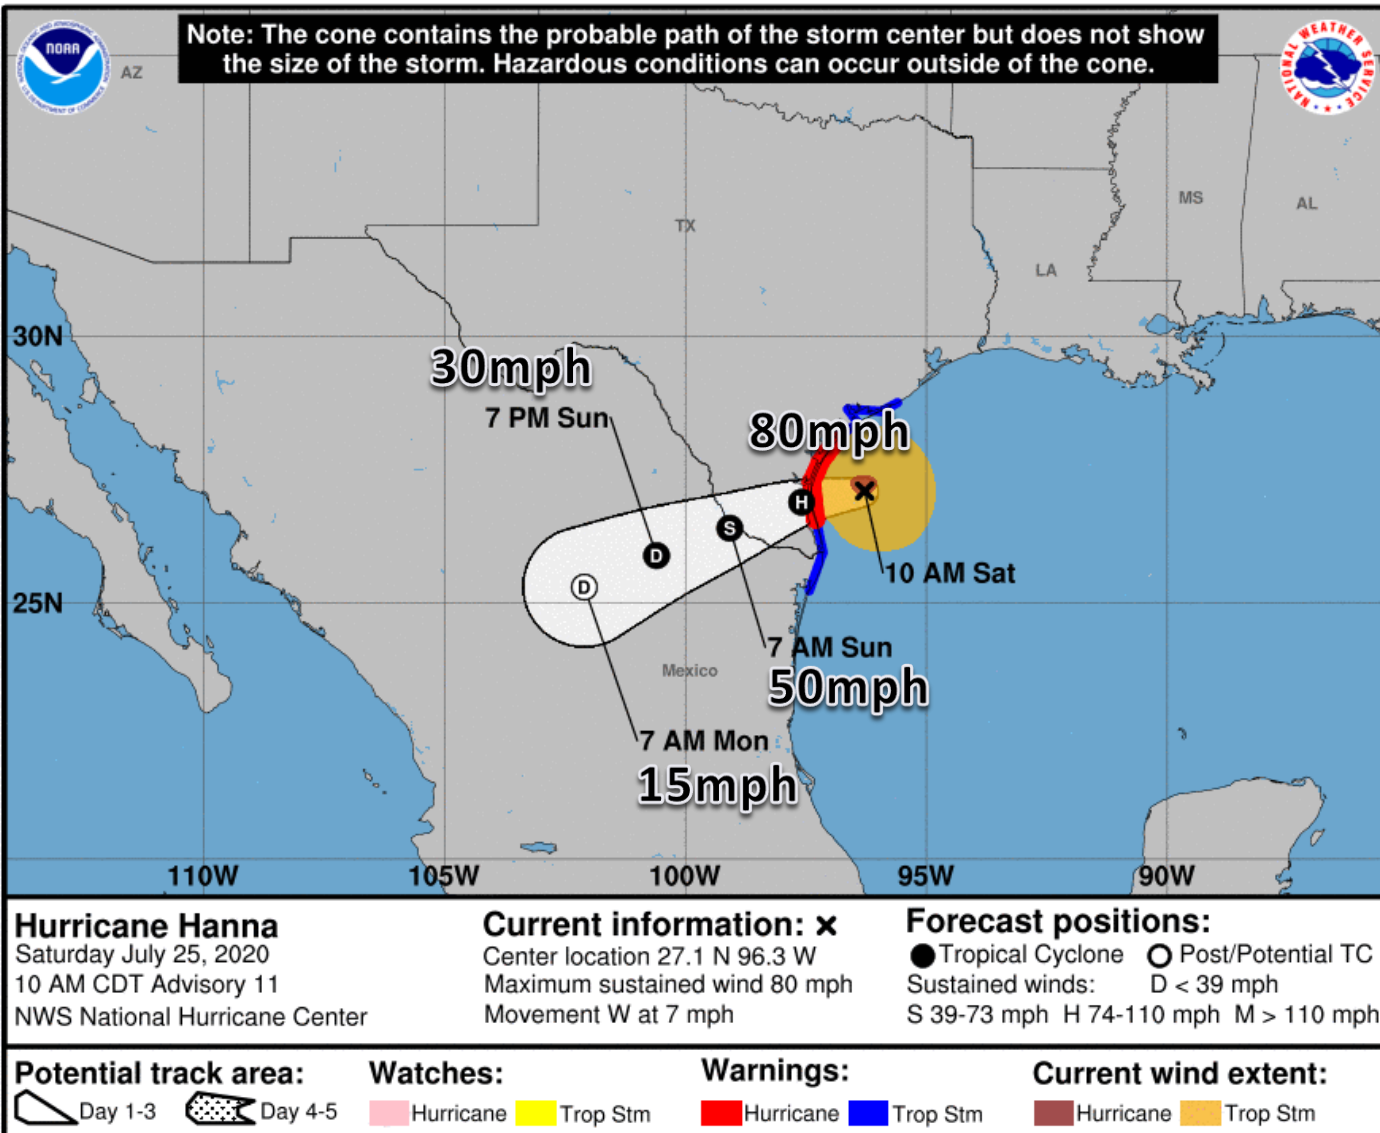 Note: The cone contains the probable path of the storm center but does not show
the size of the storm. Hazardous conditions can occur outside of the cone.
NOAA
NATIONAL WEATHER SERVICE
AZ
TX
MS
AL
LA
30N
30mph
7 PM Sun
80mph
H
S
D
D
10 AM Sat
25N
7 AM Sun
Mexico
50mph
7 AM Mon
15mph
110W
105W
100W
95W
90W
Hurricane Hanna
Saturday July 25, 2020
10 AM CDT Advisory 11
NWS National Hurricane Center
Current information: ×
Center location 27.1 N 96.3 W
Maximum sustained wind 80 mph
Movement W at 7 mph
Forecast positions:
Tropical Cyclone Post/Potential TC
Sustained winds: D < 39 mph
S 39-73 mph H 74-110 mph M > 110 mph
Potential track area:
Day 1-3 Day 4-5
Watches:
Hurricane Trop Stm
Warnings:
Hurricane Trop Stm
Current wind extent:
Hurricane Trop Stm